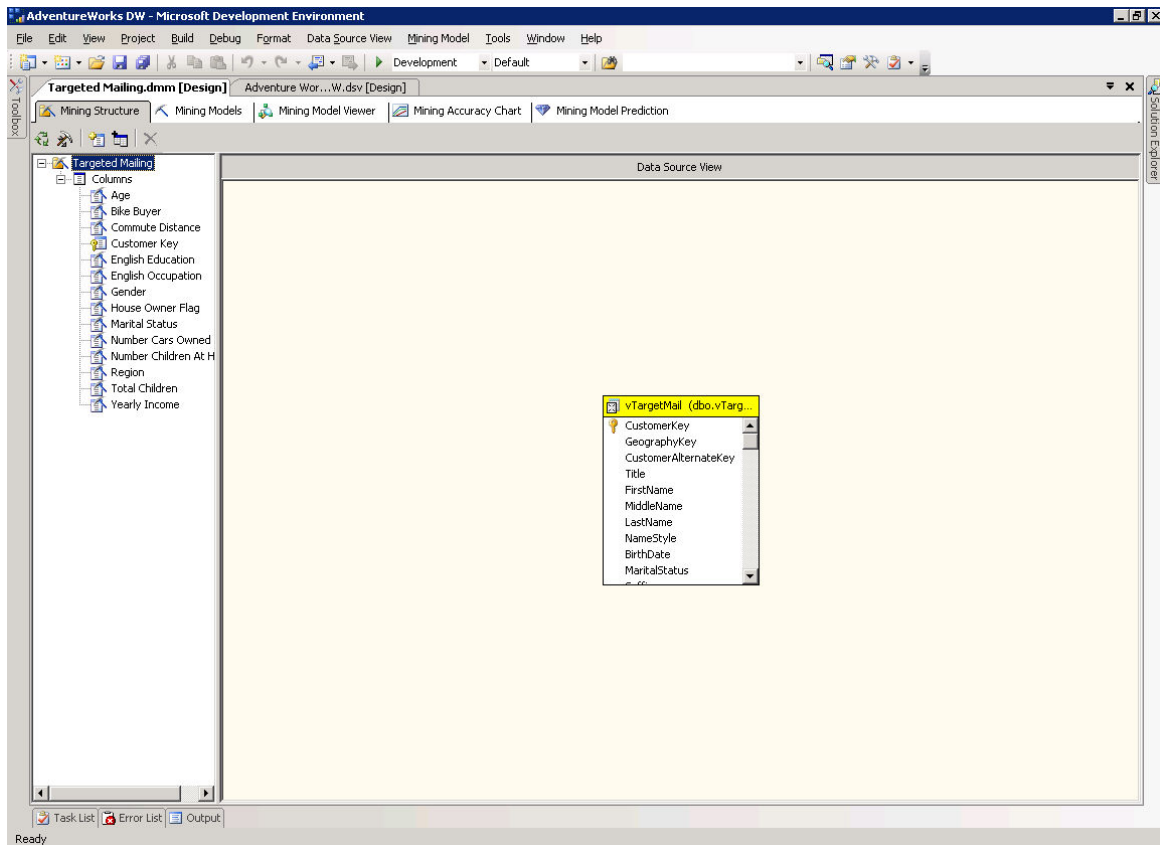 AdventureWorks DW - Microsoft Development Environment
File Edit View Project Build Debug Format Data Source View Mining Model Tools Window Help
Development Default
Toolbox
Targeted Mailing.dmm [Design] Adventure Wor...W.dsv [Design]
Solution Explorer
Mining Structure Mining Models Mining Model Viewer Mining Accuracy Chart Mining Model Prediction
Targeted Mailing
Columns
Age
Bike Buyer
Commute Distance
Customer Key
English Education
English Occupation
Gender
House Owner Flag
Marital Status
Number Cars Owned
Number Children At H
Region
Total Children
Yearly Income
Data Source View
vTargetMail (dbo.vTarg...
CustomerKey
GeographyKey
CustomerAlternateKey
Title
FirstName
MiddleName
LastName
NameStyle
BirthDate
MaritalStatus
Task List Error List Output
Ready